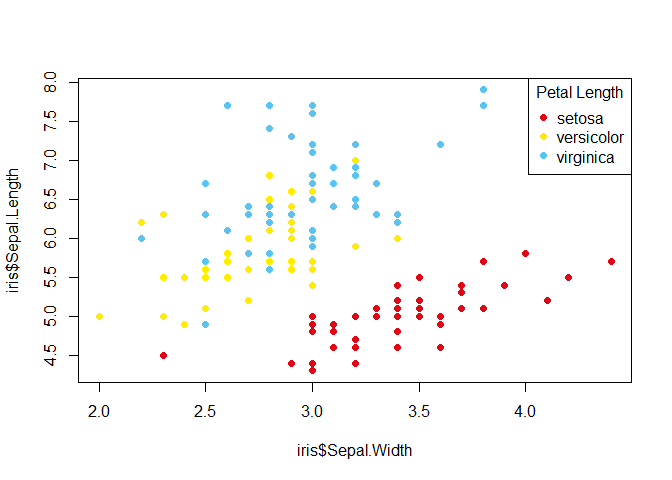 Petal Length
setosa
versicolor
virginica
iris$Sepal.Length
8.0
7.5
7.0
6.5
6.0
5.5
5.0
4.5
2.0 2.5 3.0 3.5 4.0
iris$Sepal.Width